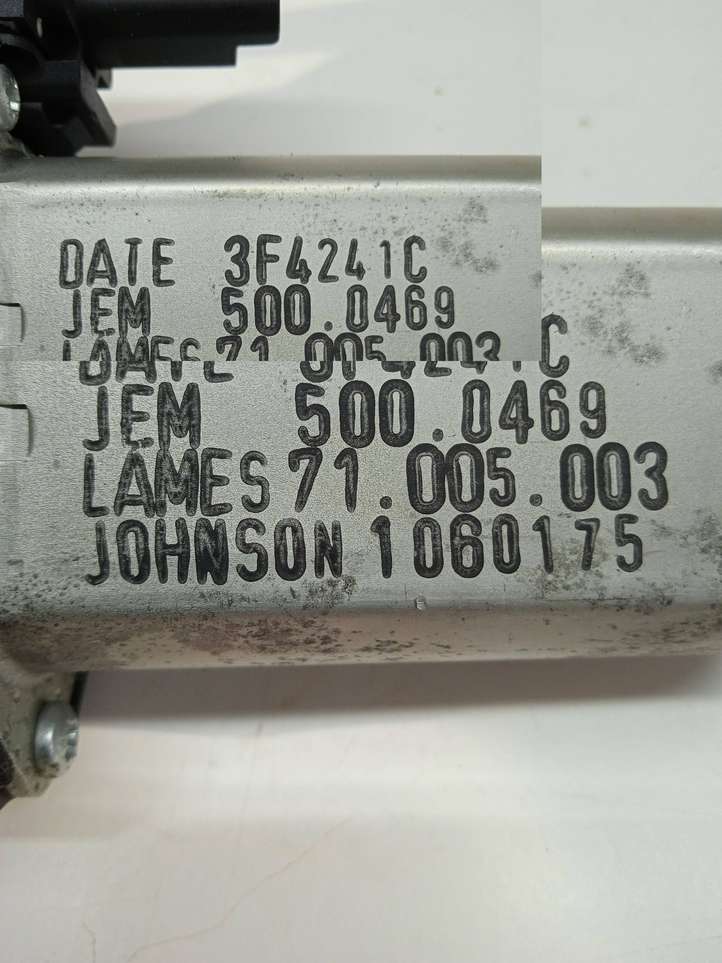 DATE 3F4241C
JEM 500.0469
JEM 500.0469
LAMES 71.005.003
JOHNSON 1060175